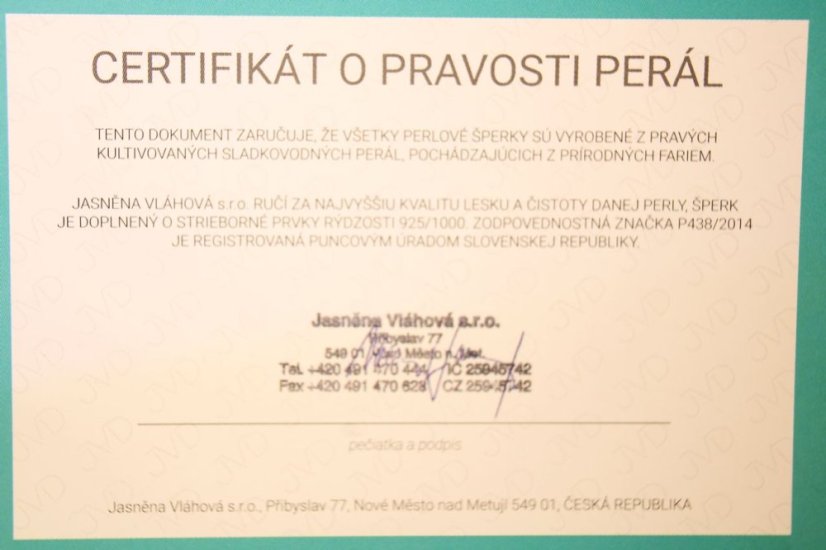 CERTIFIKÁT O PRAVOSTI PERÁL
TENTO DOKUMENT ZARUČUJE, ŽE VŠETKY PERLOVÉ ŠPERKY SÚ VYROBENÉ Z PRAVÝCH
KULTIVOVANÝCH SLADKOVODNÝCH PERÁL, POCHÁDZAJÚCICH Z PRÍRODNÝCH FARIEM.
JASNĚNA VLÁHOVÁ s.r.o. RUČÍ ZA NAJVYŠŠIU KVALITU LESKU A ČISTOTY DANEJ PERLY, ŠPERK
JE DOPLNENÝ O STRIEBORNÉ PRVKY RÝDZOSTI 925/1000. ZODPOVEDNOSTNÁ ZNAČKA P438/2014
JE REGISTROVANÁ PUNCOVÝM ÚRADOM SLOVENSKEJ REPUBLIKY.
Jasněna Vláhová s.r.o.
Přibyslav 77
549 01 Město n. Met.
Tel. +420 491 470 444 IČ 25945742
Fax +420 491 470 628 CZ 25945742
pečiatka a podpis
Jasněna Vláhová s.r.o., Přibyslav 77, Nové Město nad Metují 549 01, ČESKÁ REPUBLIKA